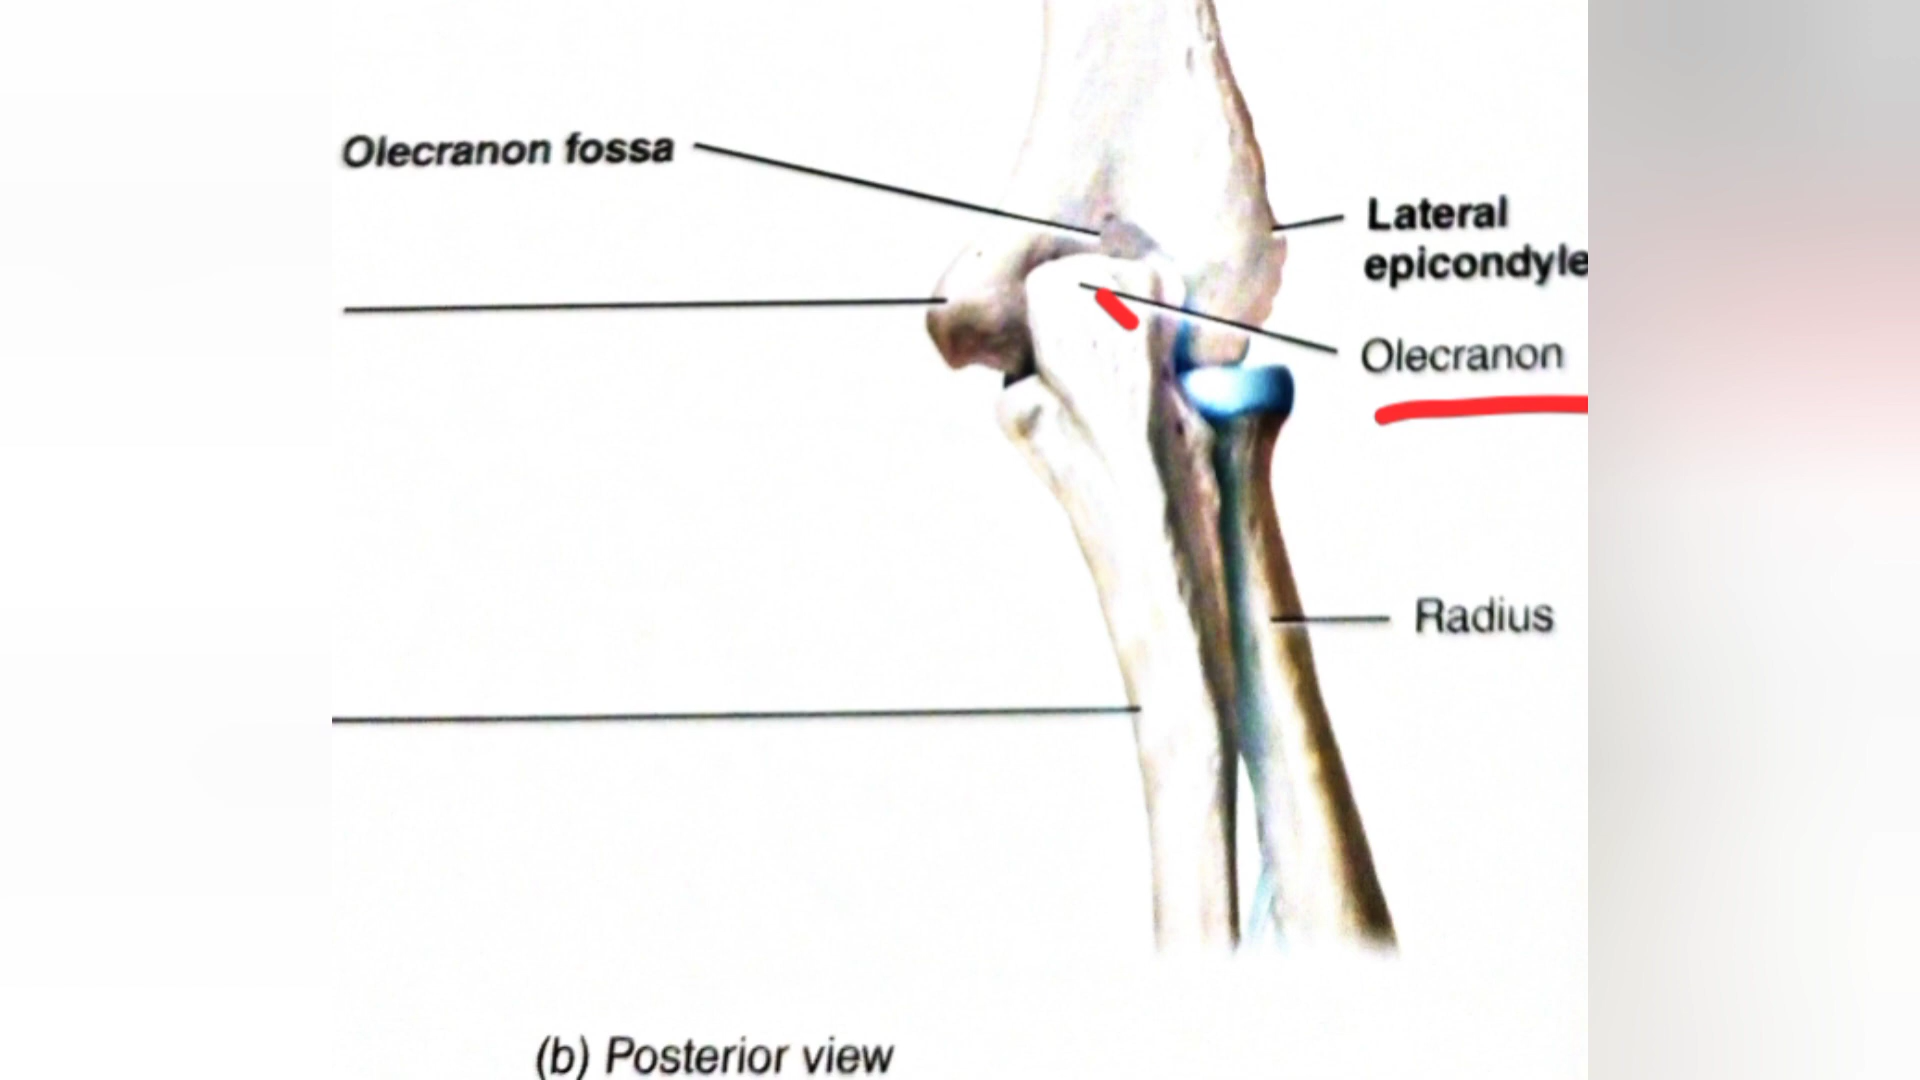 Olecranon fossa
Lateral
epicondyle
Olecranon
Radius
(b) Posterior view